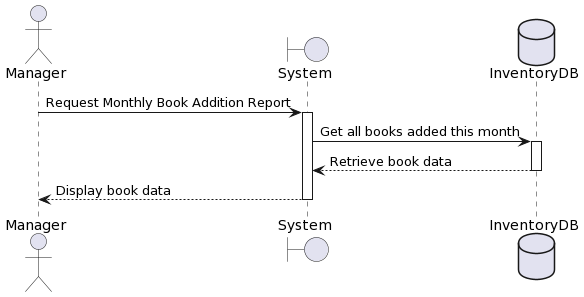 Manager
System
InventoryDB
Request Monthly Book Addition Report
Get all books added this month
Retrieve book data
Display book data
Manager
System
InventoryDB